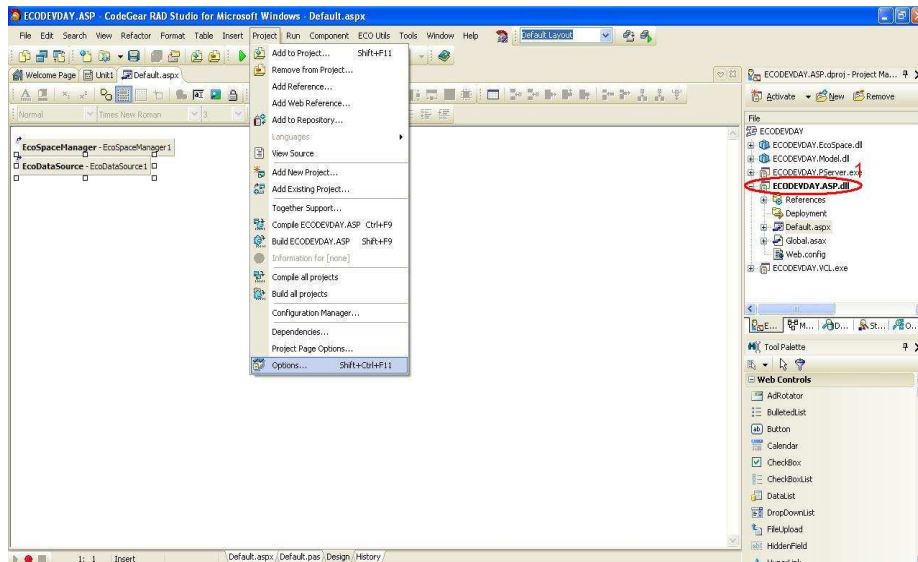 ECODEVDAY.ASP - CodeGear RAD Studio for Microsoft Windows - Default.aspx
File Edit Search View Refactor Format Table Insert Project Run Component ECO Utils Tools Window Help Default Layout
Welcome Page Unit1 Default.aspx
Normal Times New Roman 3
EcoSpaceManager - EcoSpaceManager1
EcoDataSource - EcoDataSource1
Add to Project... Shift+F11
Remove from Project...
Add Reference...
Add Web Reference...
Add to Repository...
Languages
View Source
Add New Project...
Add Existing Project...
Together Support...
Compile ECODEVDAY.ASP Ctrl+F9
Build ECODEVDAY.ASP Shift+F9
Information for [none]
Compile all projects
Build all projects
Configuration Manager...
Dependencies...
Project Page Options...
Options... Shift+Ctrl+F11
ECODEVDAY.ASP.dproj - Project Ma...
Activate New Remove
File
ECODEVDAY
ECODEVDAY.EcoSpace.dl
ECODEVDAY.Model.dl
ECODEVDAY.PServer.exe
1
ECODEVDAY.ASP.dll
References
Deployment
Default.aspx
Global.asax
Web.config
ECODEVDAY.VCL.exe
E... M... D... St... O...
Tool Palette
Web Controls
AdRotator
BulletedList
Button
Calendar
CheckBox
CheckBoxList
DataList
DropDownList
FileUpload
HiddenField
HyperLink
1: 1 Insert Default.aspx Default.pas Design History